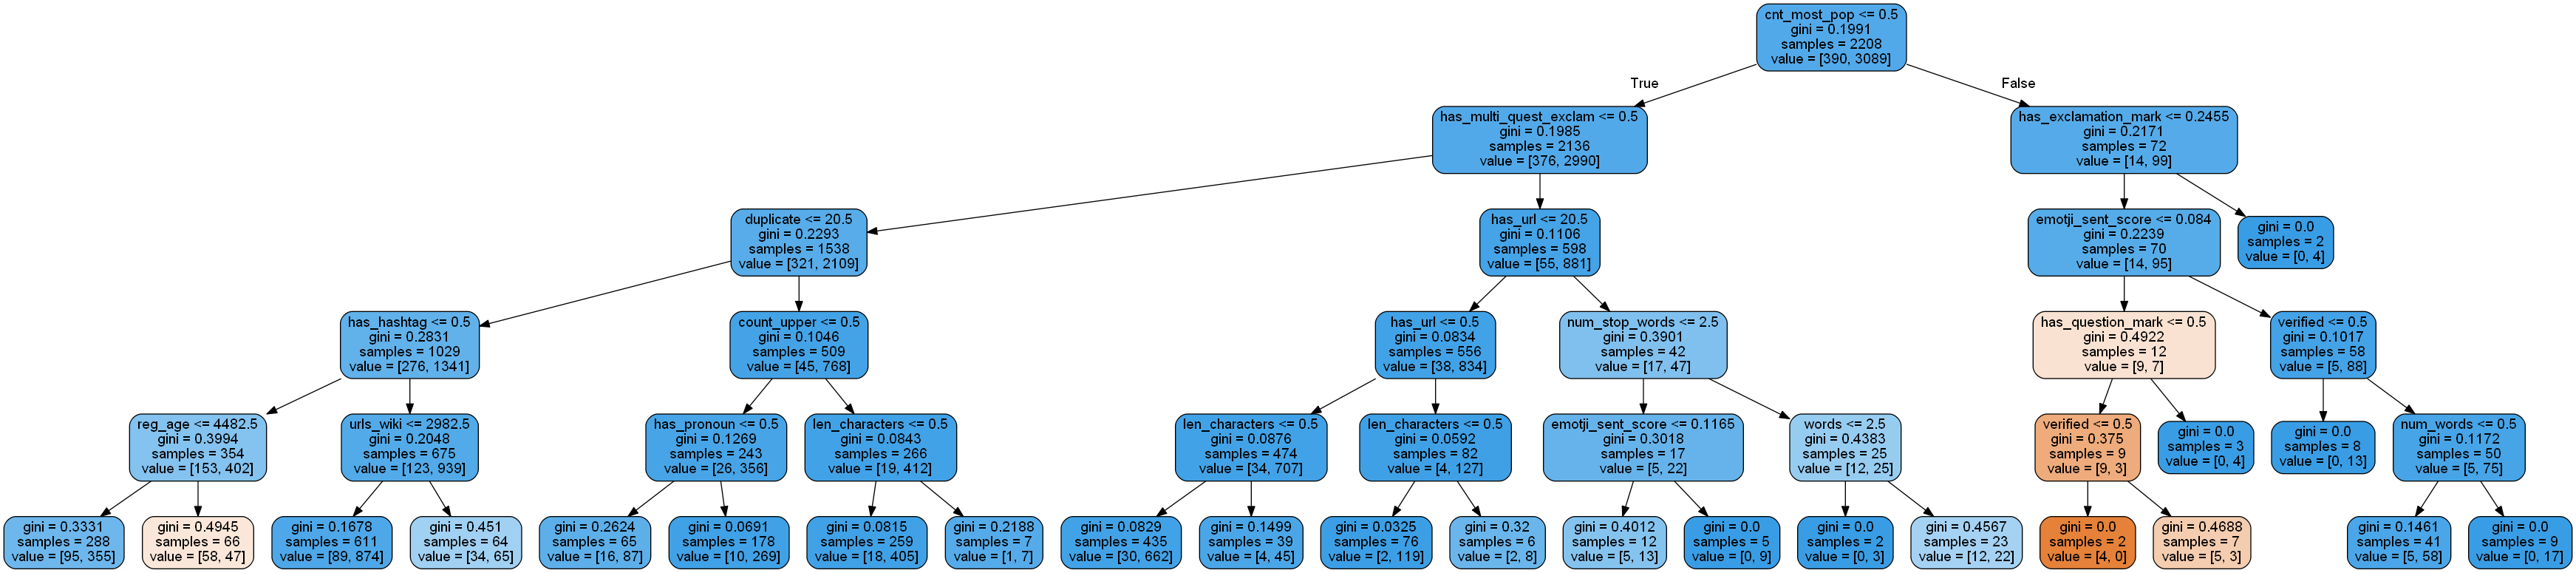 cnt_most_pop <= 0.5
gini = 0.1991
samples = 2208
value = [390, 3089]
True
False
has_multi_quest_exclam <= 0.5
gini = 0.1985
samples = 2136
value = [376, 2990]
has_exclamation_mark <= 0.2455
gini = 0.2171
samples = 72
value = [14, 99]
duplicate <= 20.5
gini = 0.2293
samples = 1538
value = [321, 2109]
has_url <= 20.5
gini = 0.1106
samples = 598
value = [55, 881]
emotji_sent_score <= 0.084
gini = 0.2239
samples = 70
value = [14, 95]
gini = 0.0
samples = 2
value = [0, 4]
has_hashtag <= 0.5
gini = 0.2831
samples = 1029
value = [276, 1341]
count_upper <= 0.5
gini = 0.1046
samples = 509
value = [45, 768]
has_url <= 0.5
gini = 0.0834
samples = 556
value = [38, 834]
num_stop_words <= 2.5
gini = 0.3901
samples = 42
value = [17, 47]
has_question_mark <= 0.5
gini = 0.4922
samples = 12
value = [9, 7]
verified <= 0.5
gini = 0.1017
samples = 58
value = [5, 88]
reg_age <= 4482.5
gini = 0.3994
samples = 354
value = [153, 402]
urls_wiki <= 2982.5
gini = 0.2048
samples = 675
value = [123, 939]
has_pronoun <= 0.5
gini = 0.1269
samples = 243
value = [26, 356]
len_characters <= 0.5
gini = 0.0843
samples = 266
value = [19, 412]
len_characters <= 0.5
gini = 0.0876
samples = 474
value = [34, 707]
len_characters <= 0.5
gini = 0.0592
samples = 82
value = [4, 127]
emotji_sent_score <= 0.1165
gini = 0.3018
samples = 17
value = [5, 22]
words <= 2.5
gini = 0.4383
samples = 25
value = [12, 25]
verified <= 0.5
gini = 0.375
samples = 9
value = [9, 3]
gini = 0.0
samples = 3
value = [0, 4]
gini = 0.0
samples = 8
value = [0, 13]
num_words <= 0.5
gini = 0.1172
samples = 50
value = [5, 75]
gini = 0.3331
samples = 288
value = [95, 355]
gini = 0.4945
samples = 66
value = [58, 47]
gini = 0.1678
samples = 611
value = [89, 874]
gini = 0.451
samples = 64
value = [34, 65]
gini = 0.2624
samples = 65
value = [16, 87]
gini = 0.0691
samples = 178
value = [10, 269]
gini = 0.0815
samples = 259
value = [18, 405]
gini = 0.2188
samples = 7
value = [1, 7]
gini = 0.0829
samples = 435
value = [30, 662]
gini = 0.1499
samples = 39
value = [4, 45]
gini = 0.0325
samples = 76
value = [2, 119]
gini = 0.32
samples = 6
value = [2, 8]
gini = 0.4012
samples = 12
value = [5, 13]
gini = 0.0
samples = 5
value = [0, 9]
gini = 0.0
samples = 2
value = [0, 3]
gini = 0.4567
samples = 23
value = [12, 22]
gini = 0.0
samples = 2
value = [4, 0]
gini = 0.4688
samples = 7
value = [5, 3]
gini = 0.1461
samples = 41
value = [5, 58]
gini = 0.0
samples = 9
value = [0, 17]